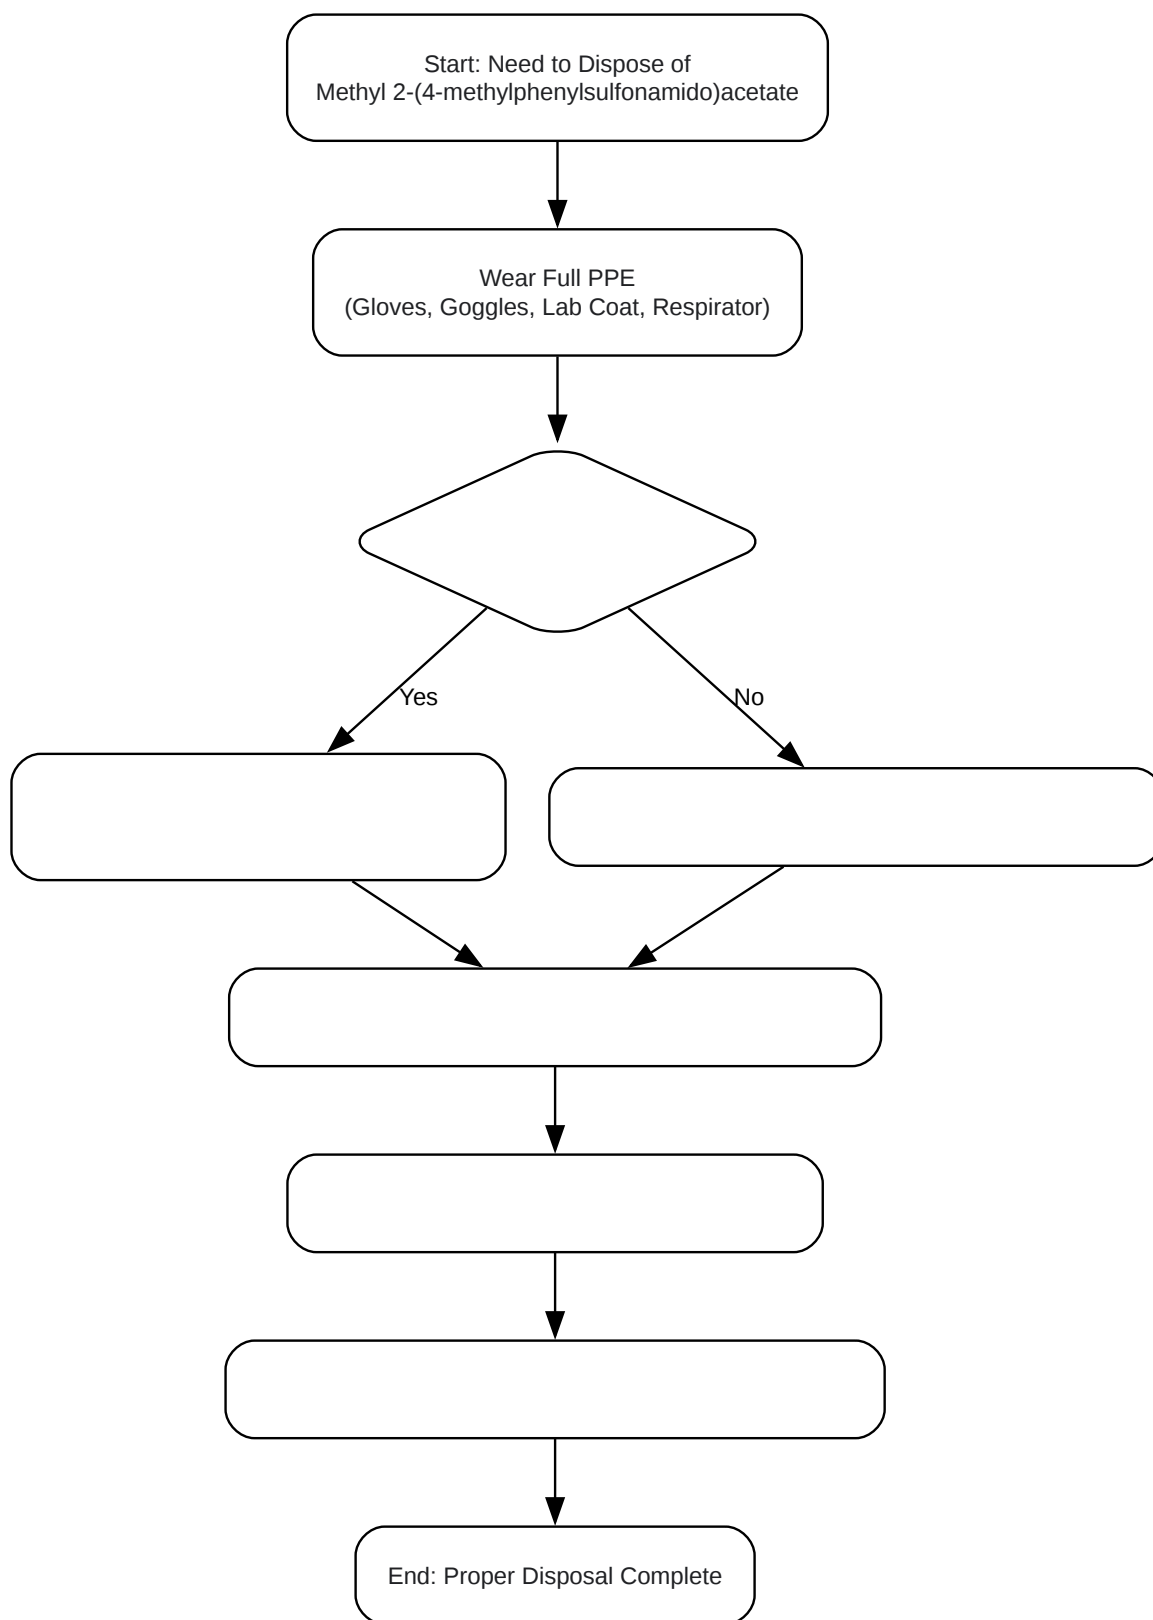 Start: Need to Dispose of
Methyl 2-(4-methylphenylsulfonamido)acetate
Wear Full PPE
(Gloves, Goggles, Lab Coat, Respirator)
Yes
No
End: Proper Disposal Complete